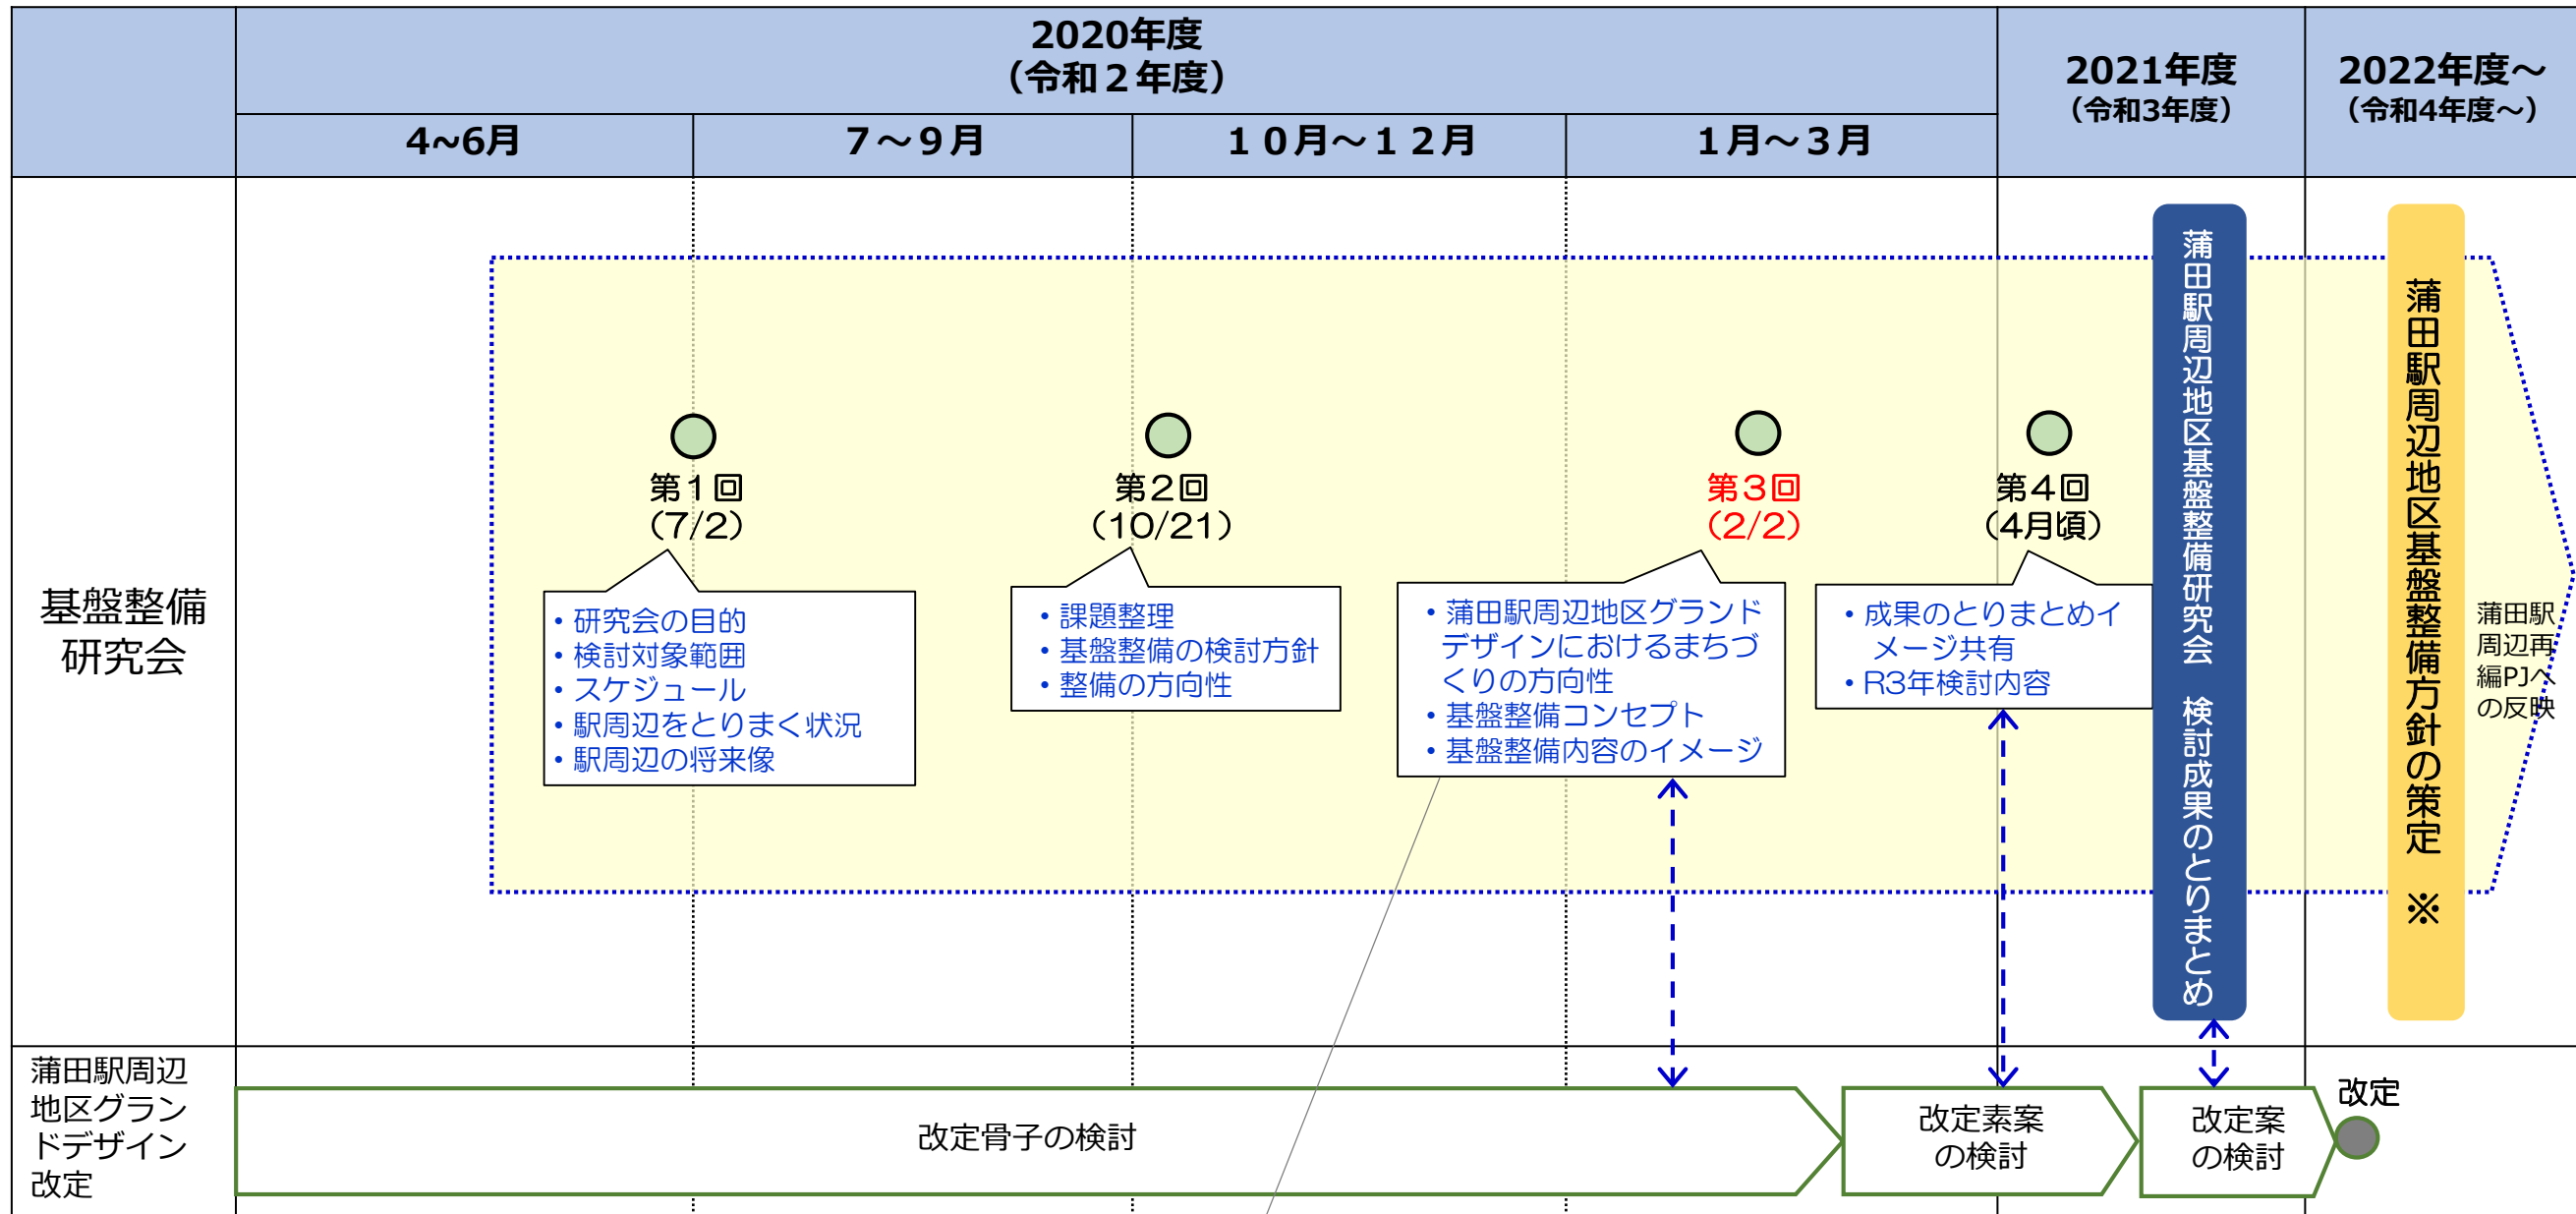 2020年度
（令和２年度）
2021年度
（令和3年度）
2022年度～
（令和4年度～）
4~6月
７～９月
１０月～１２月
１月～３月
基盤整備
研究会
第１回
（7/2）
・研究会の目的
・検討対象範囲
・スケジュール
・駅周辺をとりまく状況
・駅周辺の将来像
第２回
（10/21）
・課題整理
・基盤整備の検討方針
・整備の方向性
第３回
（2/2）
・蒲田駅周辺地区グランド
デザインにおけるまちづ
くりの方向性
・基盤整備コンセプト
・基盤整備内容のイメージ
第４回
（4月頃）
・成果のとりまとめイ
メージ共有
・R3年検討内容
蒲田駅周辺地区基盤整備研究会　検討成果のとりまとめ
蒲田駅周辺地区基盤整備方針の策定　※
蒲田駅
周辺再
編PJへ
の反映
蒲田駅周辺
地区グラン
ドデザイン
改定
改定骨子の検討
改定素案
の検討
改定案
の検討
改定